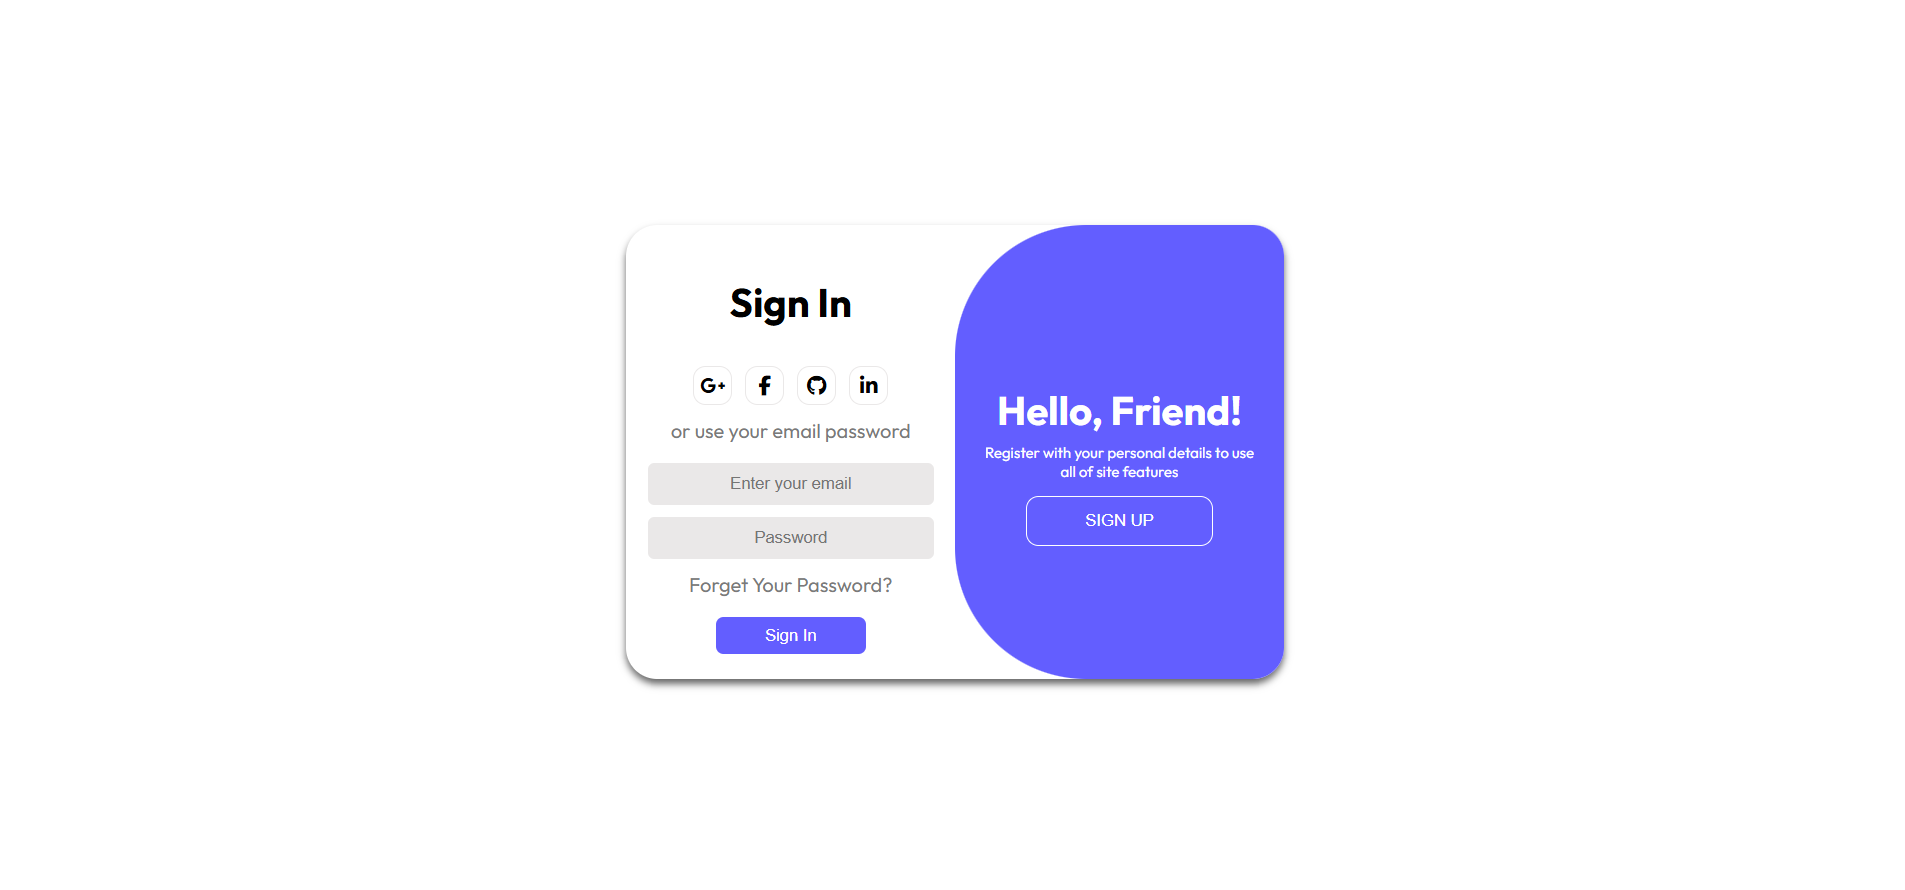 Sign In
G+
f
in
or use your email password
Enter your email
Password
Forget Your Password?
Sign In
Hello, Friend!
Register with your personal details to use
all of site features
SIGN UP